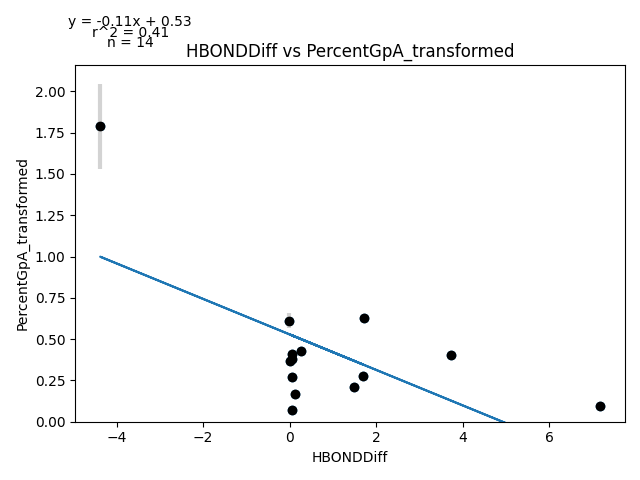 y = -0.11x + 0.53
r^2 = 0.41
n = 14
HBONDDiff vs PercentGpA_transformed
PercentGpA_transformed
2.00
1.75
1.50
1.25
1.00
0.75
0.50
0.25
0.00
−4
−2
0
2
4
6
HBONDDiff